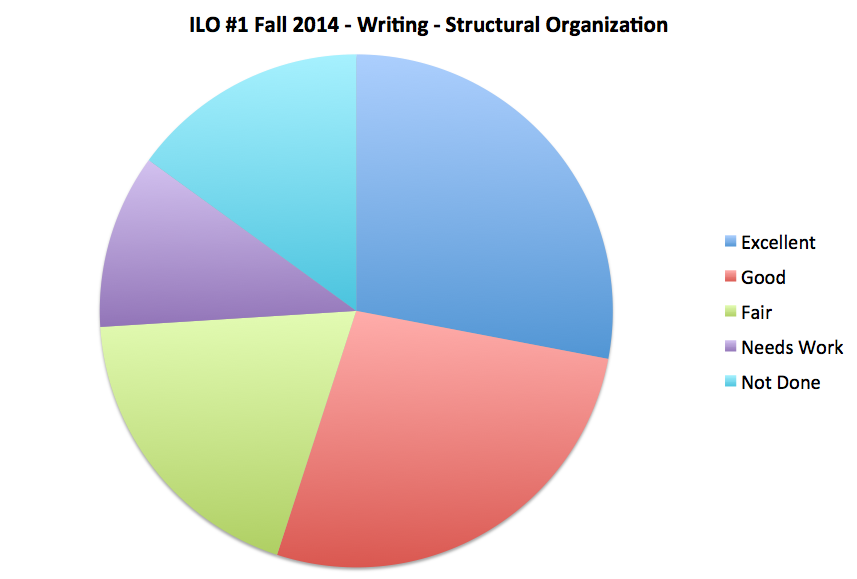 ILO #1 Fall 2014 - Writing - Structural Organization
Excellent
Good
Fair
Needs Work
Not Done